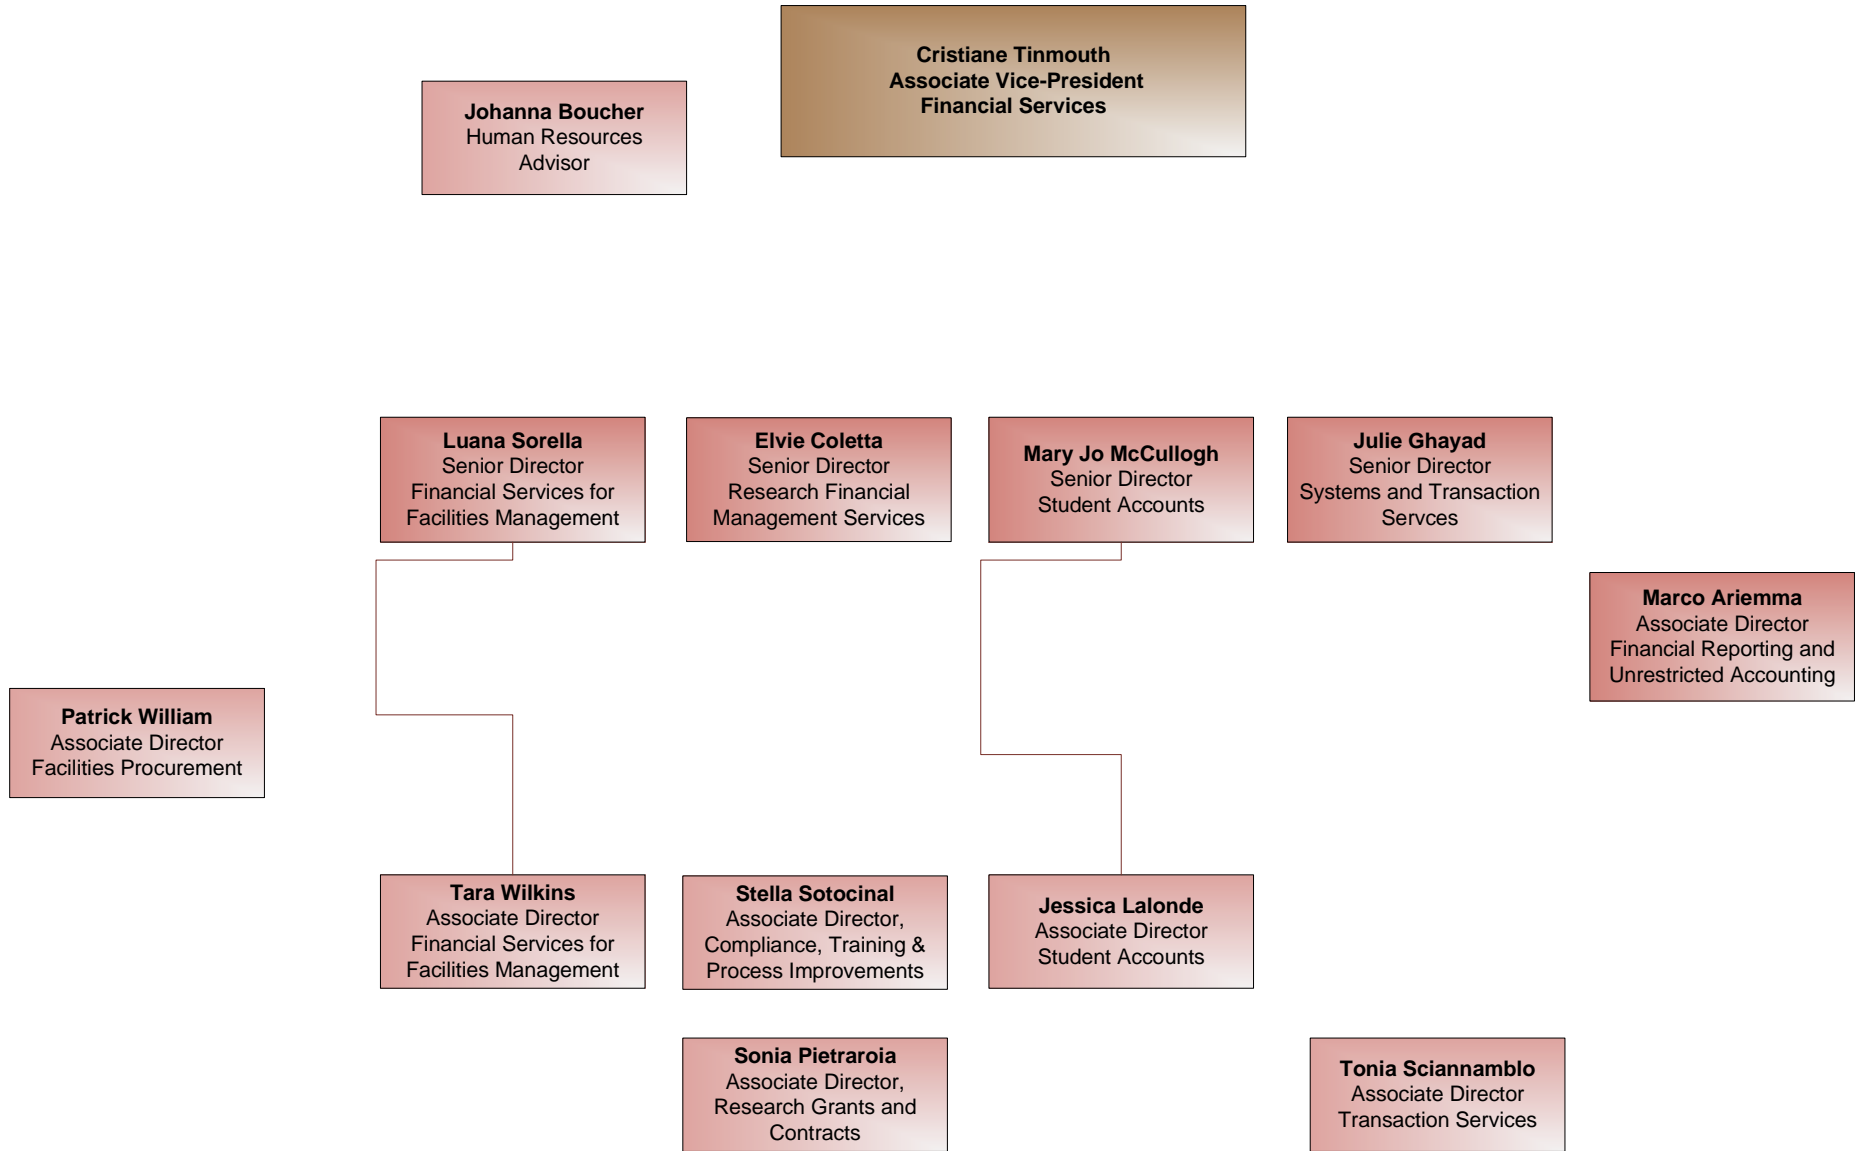 Cristiane Tinmouth
Associate Vice-President
Financial Services
Johanna Boucher
Human Resources
Advisor
Luana Sorella
Senior Director
Financial Services for
Facilities Management
Elvie Coletta
Senior Director
Research Financial
Management Services
Mary Jo McCullogh
Senior Director
Student Accounts
Julie Ghayad
Senior Director
Systems and Transaction
Servces
Marco Ariemma
Associate Director
Financial Reporting and
Unrestricted Accounting
Patrick William
Associate Director
Facilities Procurement
Tara Wilkins
Associate Director
Financial Services for
Facilities Management
Stella Sotocinal
Associate Director,
Compliance, Training &
Process Improvements
Jessica Lalonde
Associate Director
Student Accounts
Sonia Pietraroia
Associate Director,
Research Grants and
Contracts
Tonia Sciannamblo
Associate Director
Transaction Services